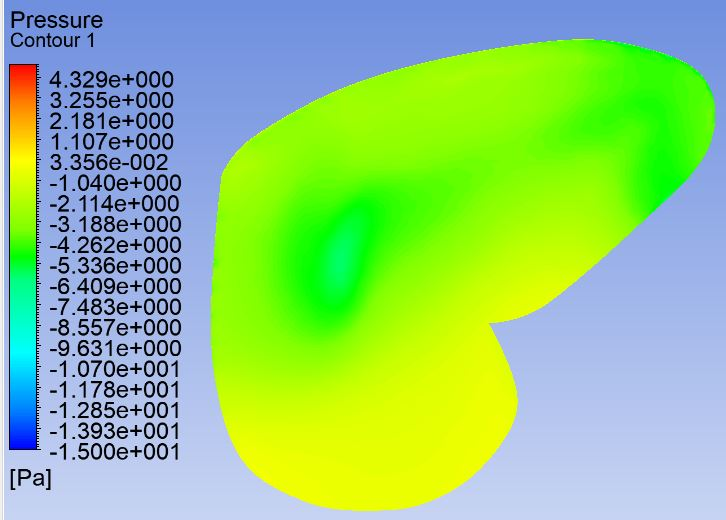 Pressure
Contour 1
4.329e+000
3.255e+000
2.181e+000
1.107e+000
3.356e-002
-1.040e+000
-2.114e+000
-3.188e+000
-4.262e+000
-5.336e+000
-6.409e+000
-7.483e+000
-8.557e+000
-9.631e+000
-1.070e+001
-1.178e+001
-1.285e+001
-1.393e+001
-1.500e+001
[Pa]